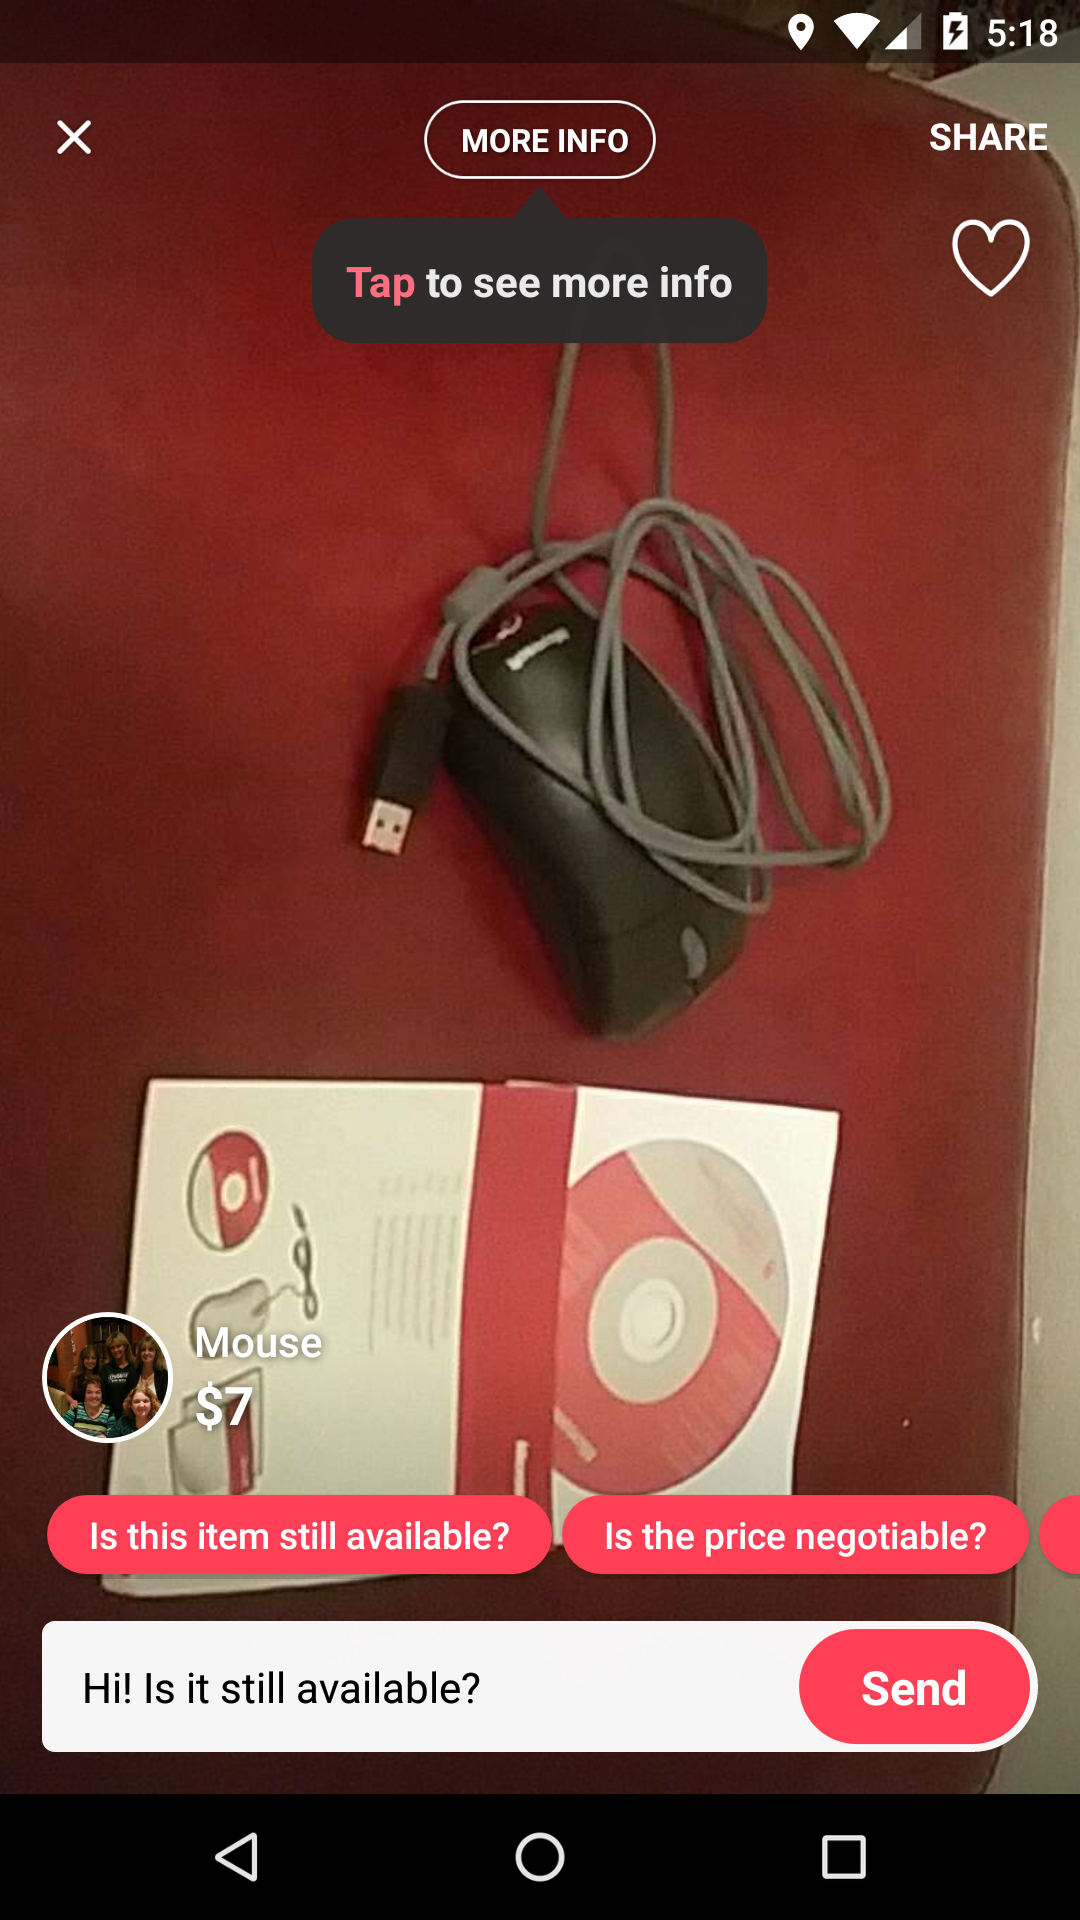 5:18
MORE INFO
SHARE
Tap to see more info
Mouse
$7
Is this item still available?
Is the price negotiable?
Hi! Is it still available?
Send